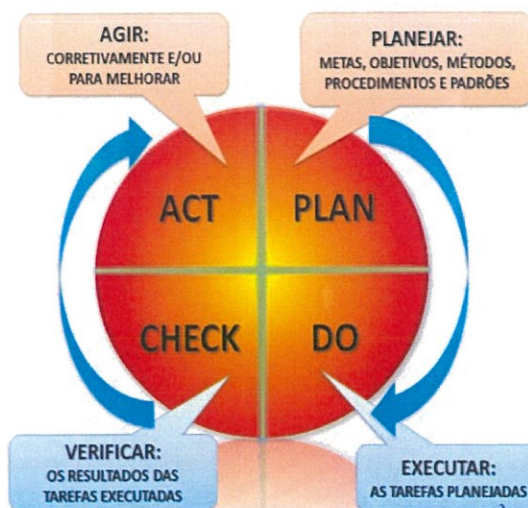 AGIR:
CORRETIVAMENTE E/OU
PARA MELHORAR
PLANEJAR:
METAS, OBJETIVOS, MÉTODOS,
PROCEDIMENTOS E PADRÕES
ACT
PLAN
CHECK
DO
VERIFICAR:
OS RESULTADOS DAS
TAREFAS EXECUTADAS
EXECUTAR:
AS TAREFAS PLANEJADAS